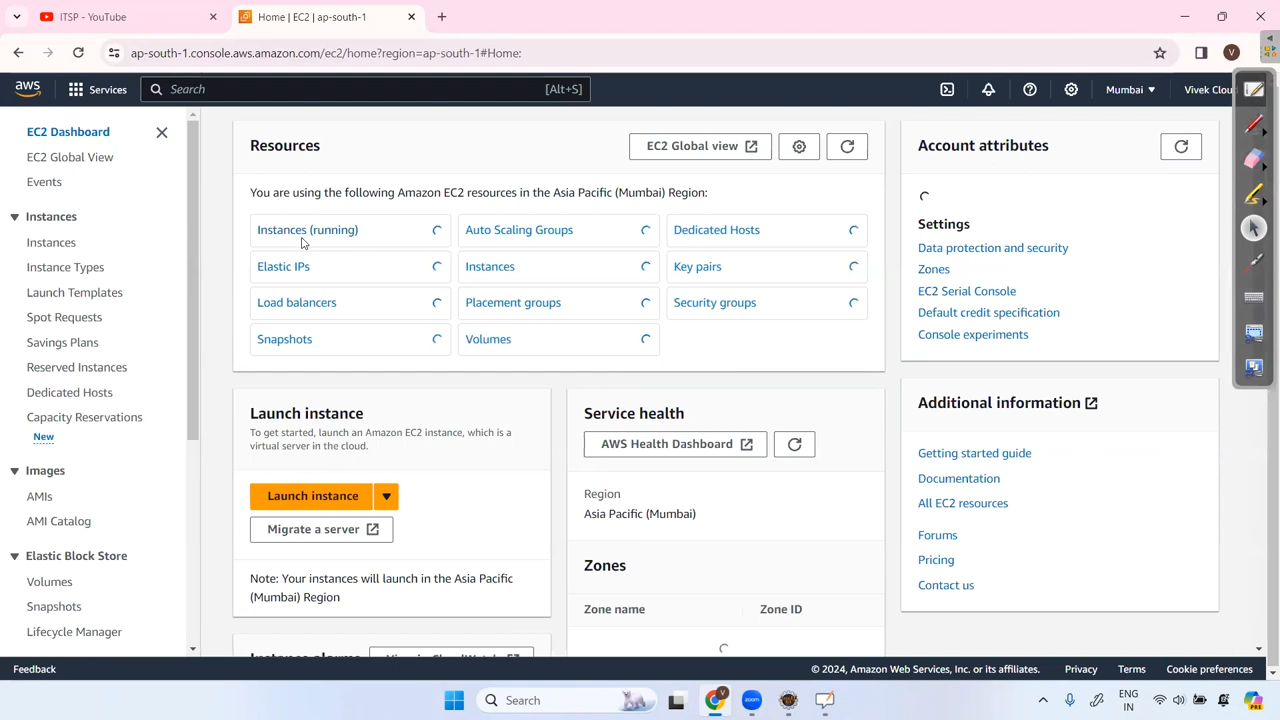 ITSP - YouTube
Home | EC2 | ap-south-1
ap-south-1.console.aws.amazon.com/ec2/home?region=ap-south-1#Home:
V
aws
Services
Search
[Alt+S]
Mumbai
Vivek Clou
EC2 Dashboard
EC2 Global View
Events
Instances
Instances
Instance Types
Launch Templates
Spot Requests
Savings Plans
Reserved Instances
Dedicated Hosts
Capacity Reservations
New
Images
AMIs
AMI Catalog
Elastic Block Store
Volumes
Snapshots
Lifecycle Manager
Resources
EC2 Global view
You are using the following Amazon EC2 resources in the Asia Pacific (Mumbai) Region:
Instances (running)
Auto Scaling Groups
Dedicated Hosts
Elastic IPs
Instances
Key pairs
Load balancers
Placement groups
Security groups
Snapshots
Volumes
Launch instance
To get started, launch an Amazon EC2 instance, which is a
virtual server in the cloud.
Launch instance
Migrate a server
Note: Your instances will launch in the Asia Pacific
(Mumbai) Region
Service health
AWS Health Dashboard
Region
Asia Pacific (Mumbai)
Zones
Zone name
Zone ID
Account attributes
Settings
Data protection and security
Zones
EC2 Serial Console
Default credit specification
Console experiments
Additional information
Getting started guide
Documentation
All EC2 resources
Forums
Pricing
Contact us
Feedback
© 2024, Amazon Web Services, Inc. or its affiliates.
Privacy
Terms
Cookie preferences
Search
zoom
V
ENG
IN
PRE